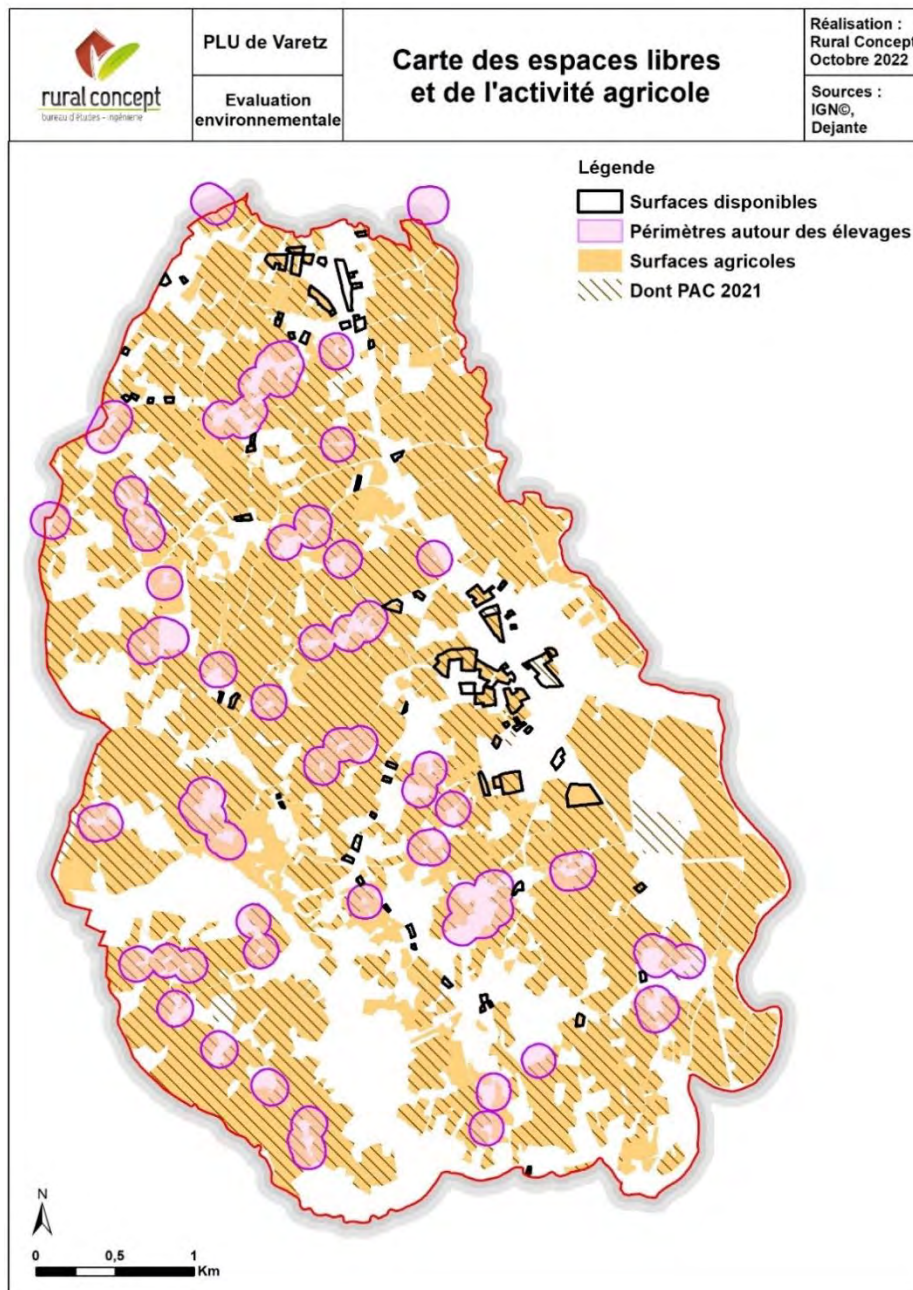 rural concept
bureau d'études - ingénierie
PLU de Varetz
Evaluation
environnementale
Carte des espaces libres
et de l'activité agricole
Réalisation :
Rural Concept
Octobre 2022
Sources :
IGN©,
Dejante
Légende
Surfaces disponibles
Périmètres autour des élevages
Surfaces agricoles
Dont PAC 2021
N
0 0,5 1
Km